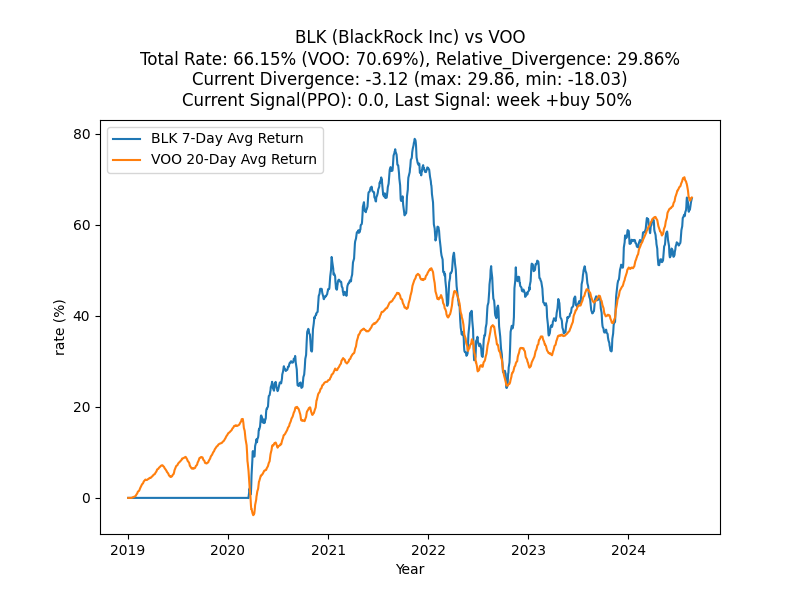 BLK (BlackRock Inc) vs VOO
Total Rate: 66.15% (VOO: 70.69%), Relative_Divergence: 29.86%
Current Divergence: -3.12 (max: 29.86, min: -18.03)
Current Signal(PPO): 0.0, Last Signal: week +buy 50%
BLK 7-Day Avg Return
VOO 20-Day Avg Return
80
60
40
20
0
rate (%)
2019 2020 2021 2022 2023 2024
Year